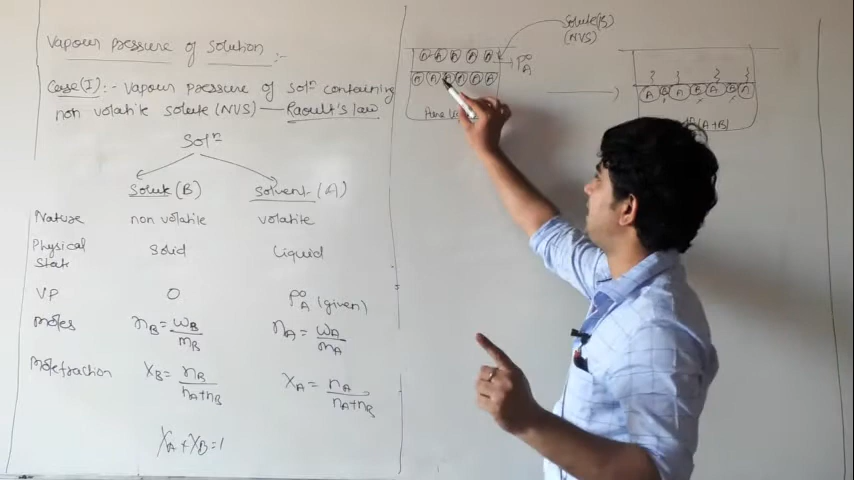 Vapour pressure of solution :-
Case(I):- Vapour pressure of solⁿ containing
non volatile solute (NVS) — Raoult's law
Solⁿ
Solute (B) Solvent (A)
Nature non volatile volatile
Physical State Solid Liquid
VP 0 P°A (given)
Moles nB = wB/mB nA = wA/mA
Molefraction XB = nB/nA+nB XA = nA/nA+nB
XA + XB = 1
Solute(B)
(NVS)
A A A A A
P°A
A A A A A A
Pure
A B A B A B A
(A+B)